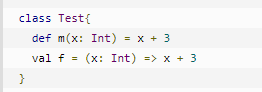 class Test{
  def m(x: Int) = x + 3
  val f = (x: Int) => x + 3
}